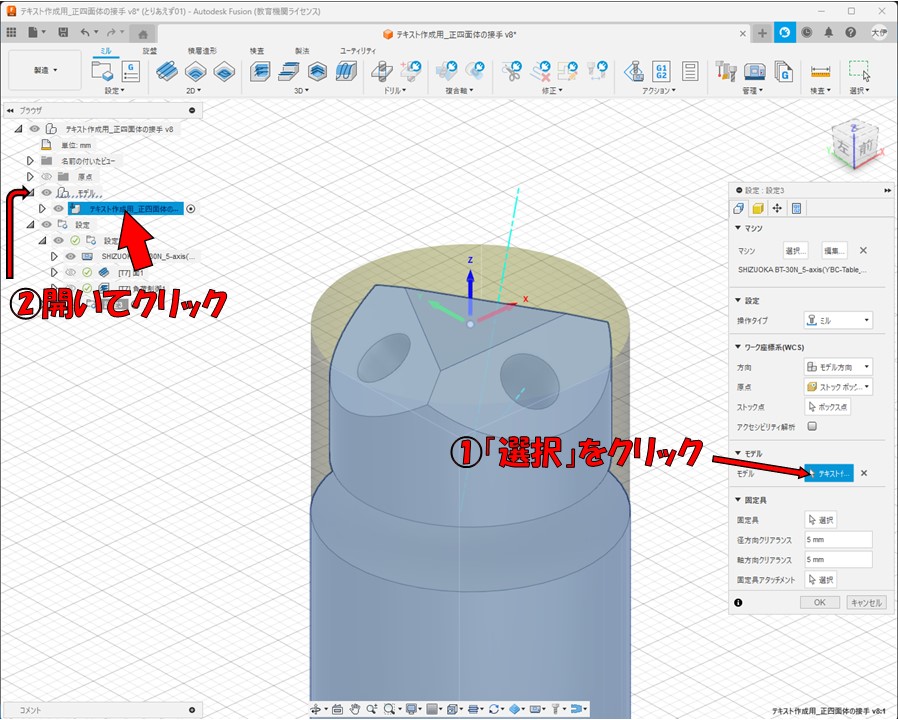 テキスト作成用_正四面体の接手 v8* (とりあえず01) - Autodesk Fusion (教育機関ライセンス)
テキスト作成用_正四面体の接手 v8*
大伊
ミル 旋盤 積層造形 検査 製法 ユーティリティ
製造
G1
G2
設定 2D 3D ドリル 複合軸 修正 アクション 管理 検査 選択
ブラウザ
テキスト作成用_正四面体の接手 v8
単位: mm
名前の付いたビュー
原点
モデル
テキスト作成用_正四面体の...
設定
SHIZUOKA BT-30N_5-axis(...
[T7] 面1
②開いてクリック
Z
X
①「選択」をクリック
Z
左 前
X
設定 : 設定3
マシン
マシン 選択... 編集...
SHIZUOKA BT-30N_5-axis(YBC-Table_...
設定
操作タイプ ミル
ワーク座標系(WCS)
方向 モデル方向
原点 ストック ポック...
ストック点 ボックス点
アクセシビリティ解析
モデル
モデル テキスト f...
固定具
固定具 選択
径方向クリアランス 5 mm
軸方向クリアランス 5 mm
固定具アタッチメント 選択
OK キャンセル
コメント
テキスト作成用_正四面体の接手 v8:1